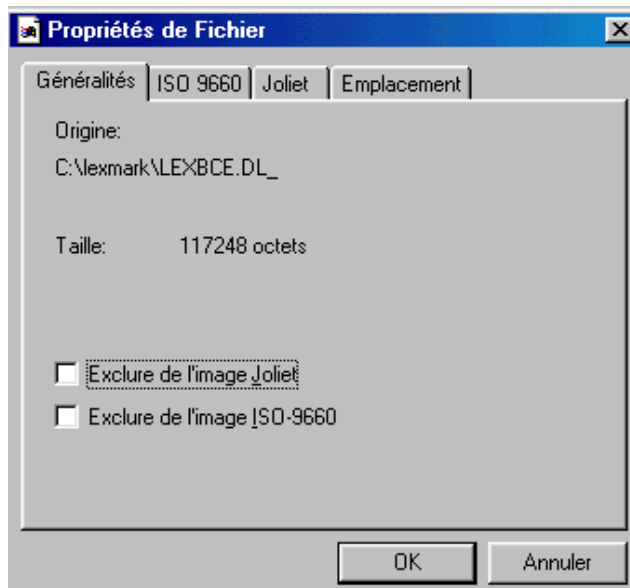 Propriétés de Fichier
Généralités ISO 9660 Joliet Emplacement
Origine:
C:\lexmark\LEXBCE.DL_
Taille: 117248 octets
Exclure de l'image Joliet
Exclure de l'image ISO-9660
OK Annuler